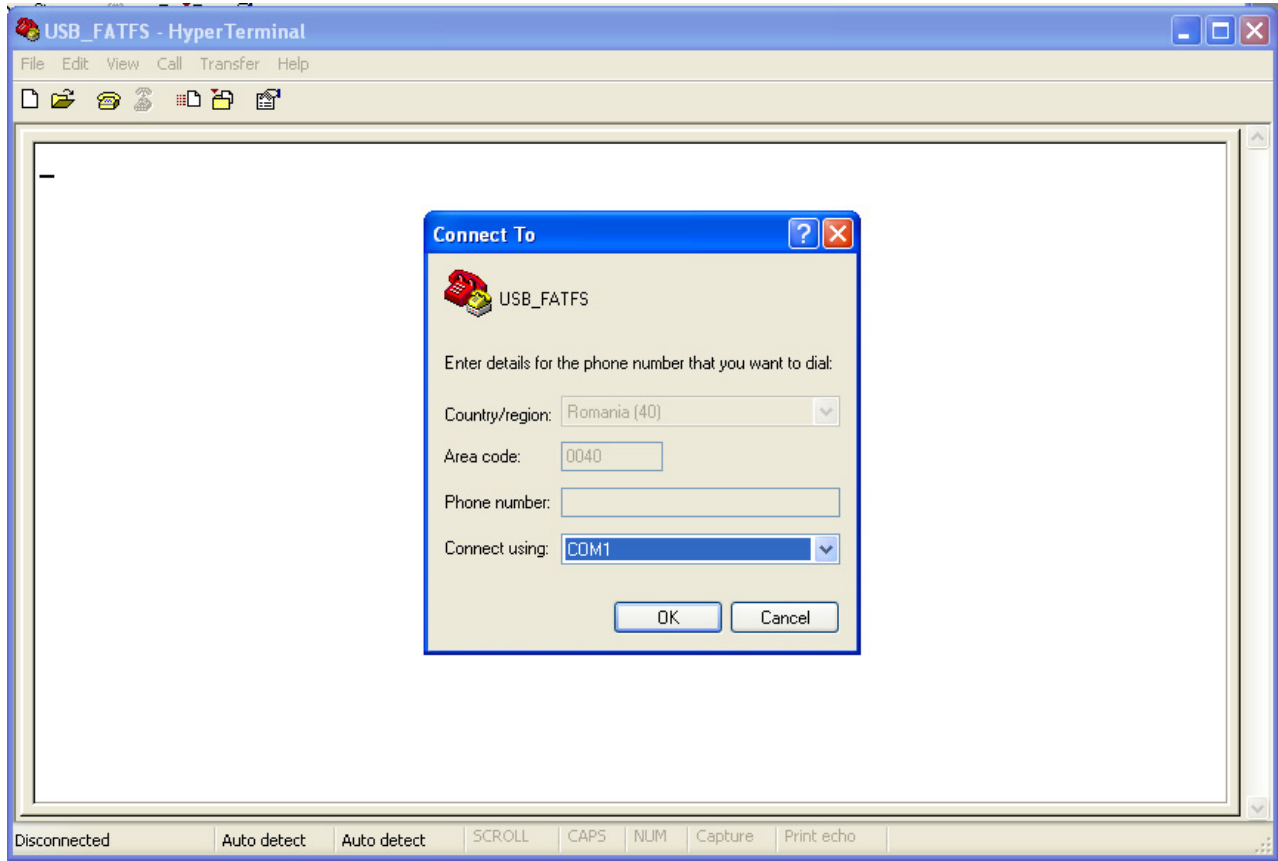 USB_FATFS - HyperTerminal
File Edit View Call Transfer Help
Connect To
USB_FATFS
Enter details for the phone number that you want to dial:
Country/region: Romania (40)
Area code: 0040
Phone number:
Connect using: COM1
OK Cancel
Disconnected Auto detect Auto detect SCROLL CAPS NUM Capture Print echo